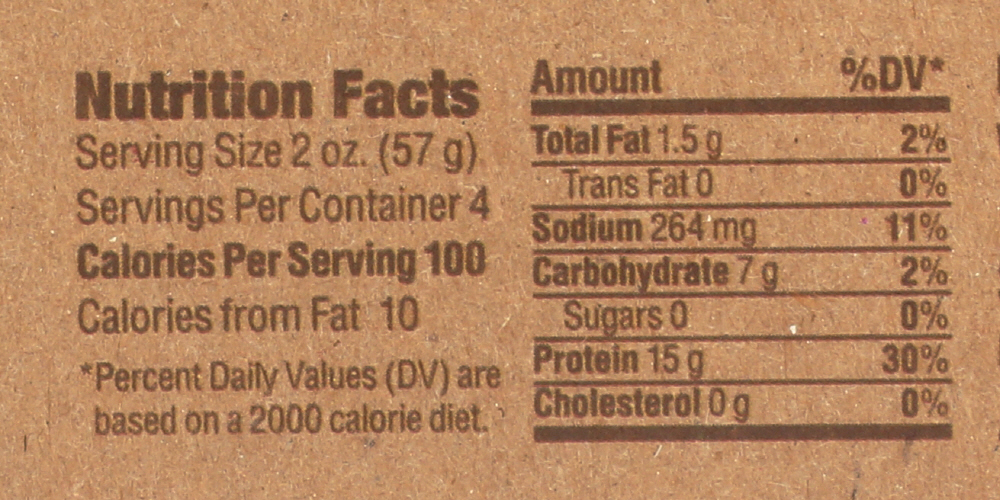 Nutrition Facts
Serving Size 2 oz. (57 g)
Servings Per Container 4
Calories Per Serving 100
Calories from Fat 10
*Percent Daily Values (DV) are
based on a 2000 calorie diet.
Amount %DV*
Total Fat 1.5 g 2%
Trans Fat 0 0%
Sodium 264 mg 11%
Carbohydrate 7 g 2%
Sugars 0 0%
Protein 15 g 30%
Cholesterol 0 g 0%